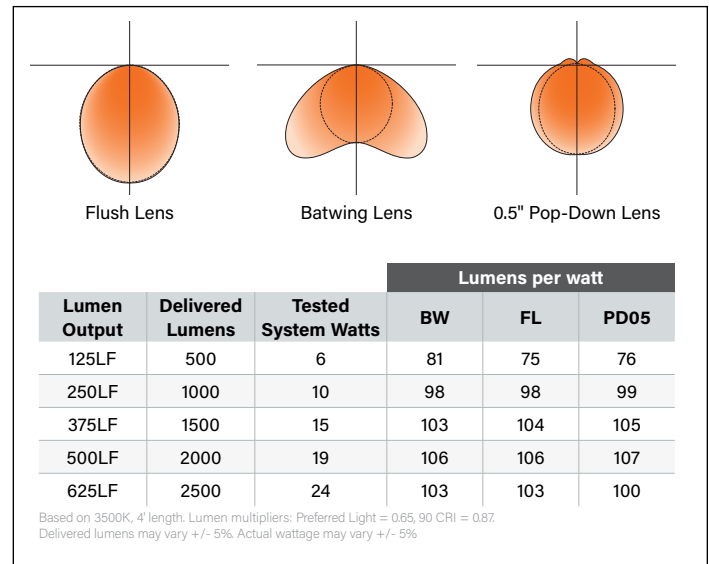 Flush Lens
Batwing Lens
0.5" Pop-Down Lens
Lumens per watt
Lumen Output
Delivered Lumens
Tested System Watts
BW
FL
PD05
125LF 500 6 81 75 76
250LF 1000 10 98 98 99
375LF 1500 15 103 104 105
500LF 2000 19 106 106 107
625LF 2500 24 103 103 100
Based on 3500K, 4' length. Lumen multipliers: Preferred Light = 0.65, 90 CRI = 0.87.
Delivered lumens may vary +/- 5%. Actual wattage may vary +/- 5%